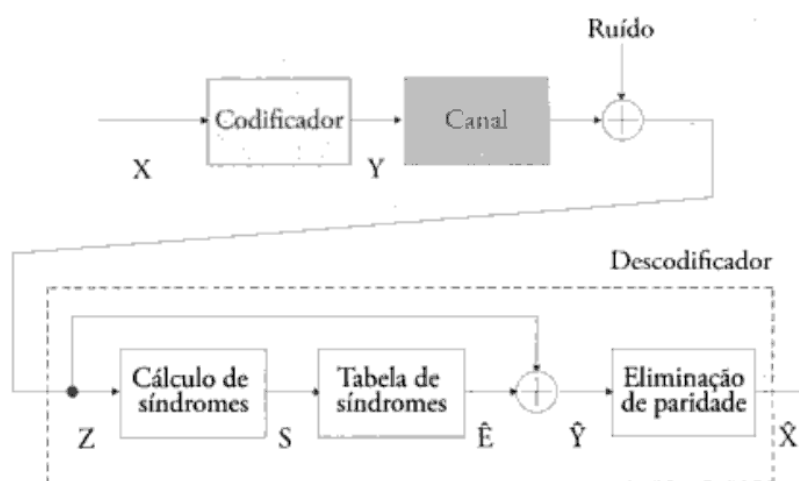 Ruído
Codificador
Canal
X
Y
Descodificador
Cálculo de
síndromes
Tabela de
síndromes
Eliminação
de paridade
Z
S
Ê
Ŷ
X̂